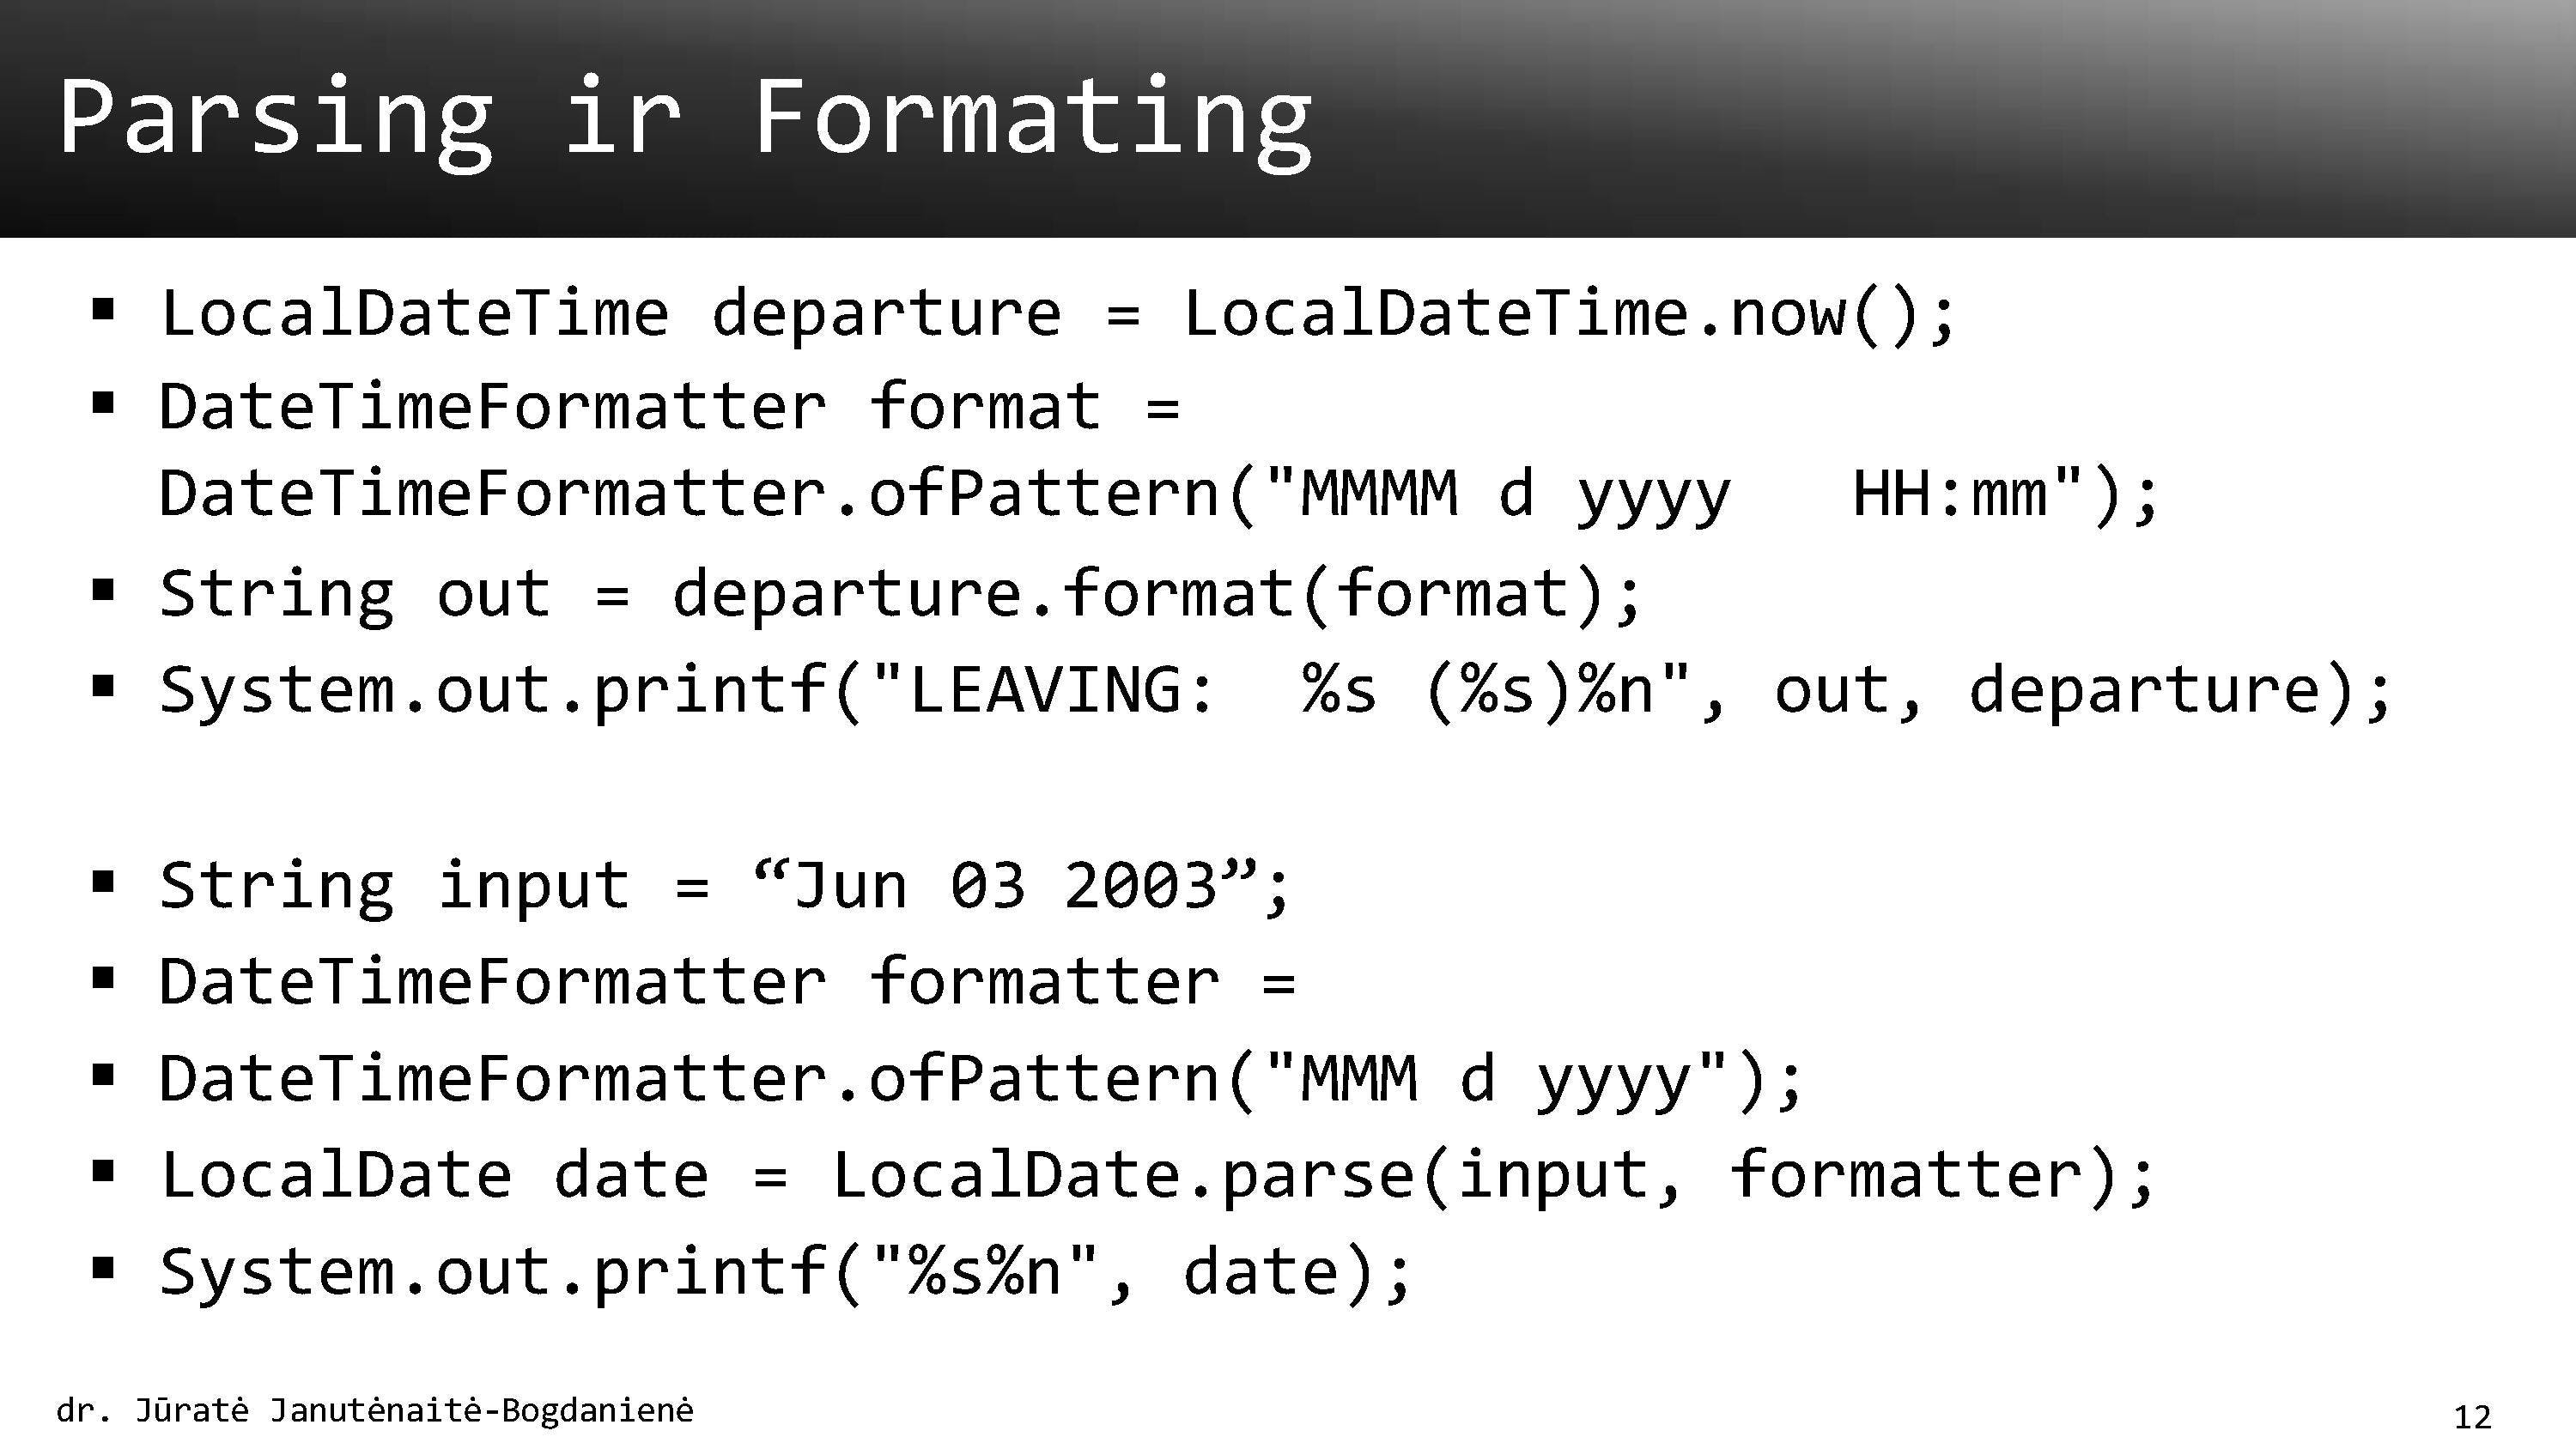 Parsing ir Formating
▪ LocalDateTime departure = LocalDateTime.now();
▪ DateTimeFormatter format =
DateTimeFormatter.ofPattern("MMMM d yyyy   HH:mm");
▪ String out = departure.format(format);
▪ System.out.printf("LEAVING:  %s (%s)%n", out, departure);
▪ String input = “Jun 03 2003”;
▪ DateTimeFormatter formatter =
▪ DateTimeFormatter.ofPattern("MMM d yyyy");
▪ LocalDate date = LocalDate.parse(input, formatter);
▪ System.out.printf("%s%n", date);
dr. Jūratė Janutėnaitė-Bogdanienė
12